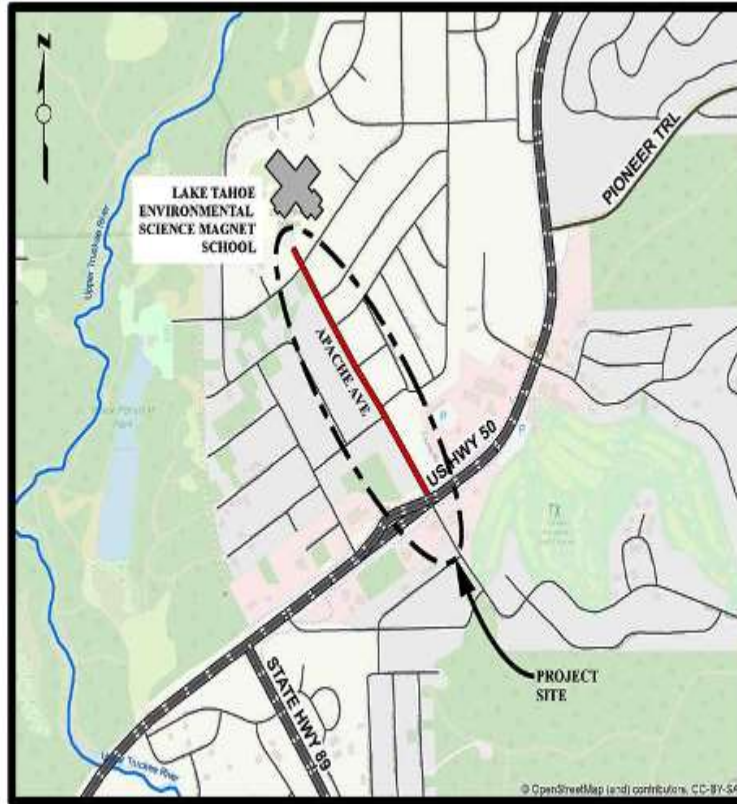 Z
PIONEER TRL
LAKE TAHOE
ENVIRONMENTAL
SCIENCE MAGNET
SCHOOL
Upper Truckee River
APACHE AVE
US HWY 50
P
P
TX
PROJECT
SITE
STATE HWY 89
Upper Truckee River
© OpenStreetMap (and) contributors, CC-BY-SA